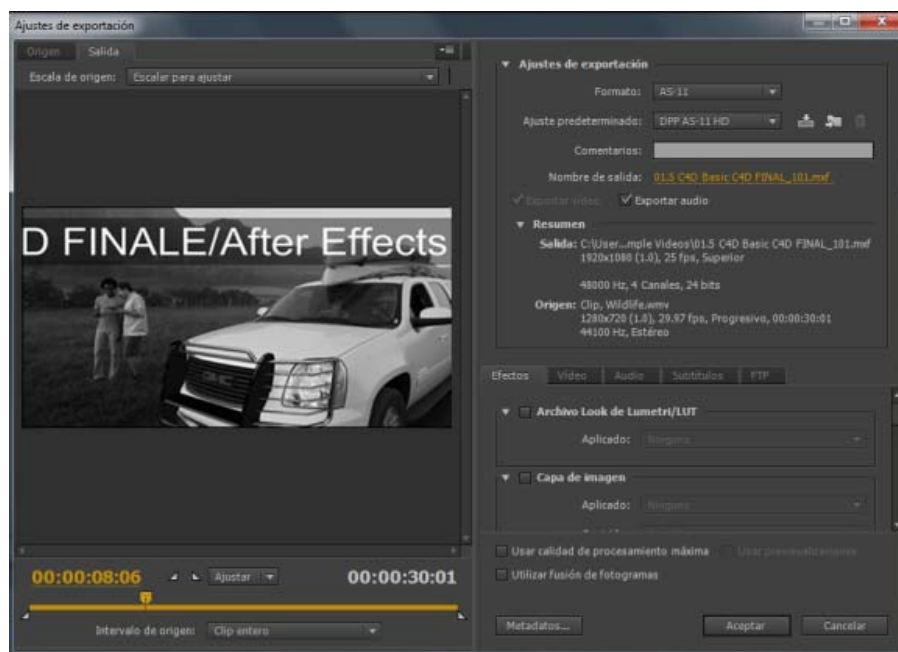 Ajustes de exportación
Origen Salida
Escala de origen: Escalar para ajustar
D FINALE/After Effects
GMC
00:00:08:06 Ajustar 00:00:30:01
Intervalo de origen: Clip entero
Ajustes de exportación
Formato: AS-11
Ajuste predeterminado: DPP AS-11 HD
Comentarios:
Nombre de salida: 01.5 C4D Basic C4D FINAL_101.mxf
Exportar vídeo Exportar audio
Resumen
Salida: C:\User...mple Videos\01.5 C4D Basic C4D FINAL_101.mxf
1920x1080 (1.0), 25 fps, Superior
48000 Hz, 4 Canales, 24 bits
Origen: Clip, Wildlife.wmv
1280x720 (1.0), 29.97 fps, Progresivo, 00:00:30:01
44100 Hz, Estéreo
Efectos Vídeo Audio Subtítulos FTP
Archivo Look de Lumetri/LUT
Aplicado: Ninguno
Capa de imagen
Aplicado: Ninguno
Usar calidad de procesamiento máxima Usar previsualizaciones
Utilizar fusión de fotogramas
Metadatos... Aceptar Cancelar